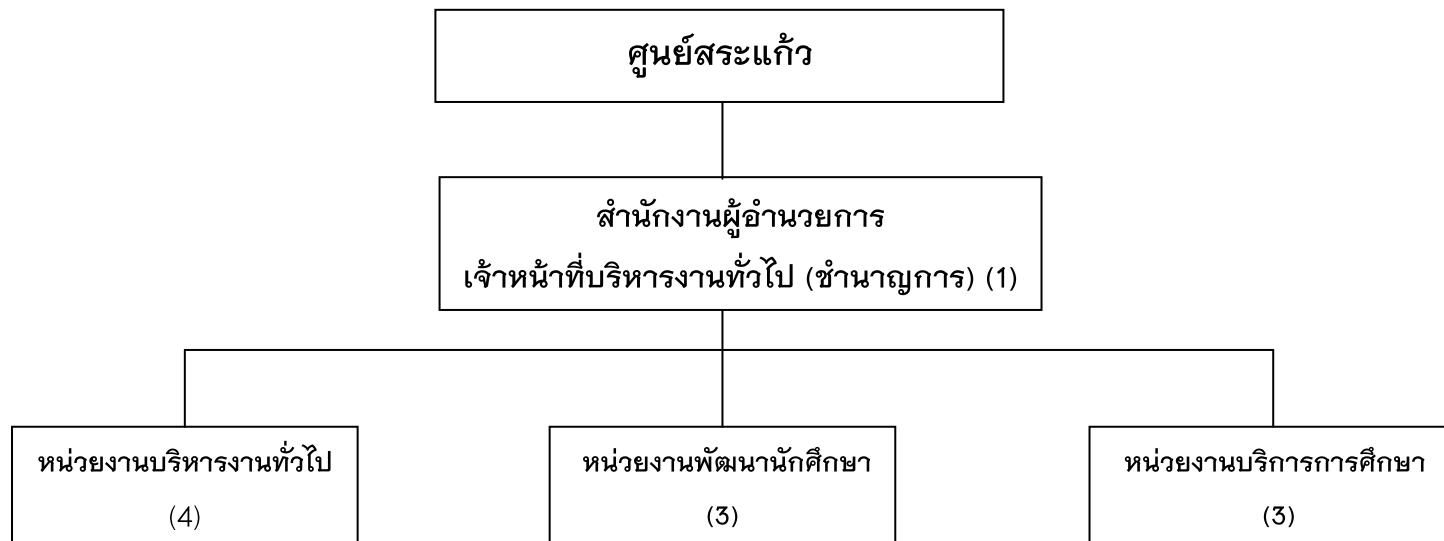 ศูนย์สระแก้ว
สำนักงานผู้อำนวยการ
เจ้าหน้าที่บริหารงานทั่วไป (ชำนาญการ) (1)
หน่วยงานบริหารงานทั่วไป
(4)
หน่วยงานพัฒนานักศึกษา
(3)
หน่วยงานบริการการศึกษา
(3)